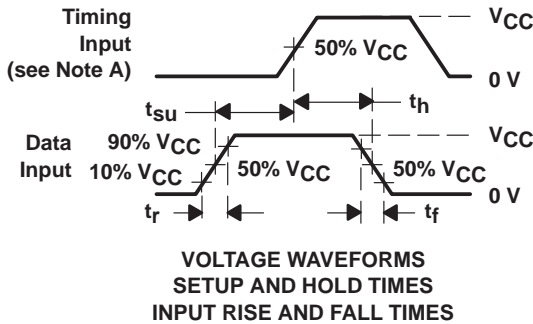 Timing
Input
(see Note A)
VCC
50% VCC
0 V
tsu
th
Data
Input
90% VCC
10% VCC
50% VCC
50% VCC
VCC
0 V
tr
tf
VOLTAGE WAVEFORMS
SETUP AND HOLD TIMES
INPUT RISE AND FALL TIMES